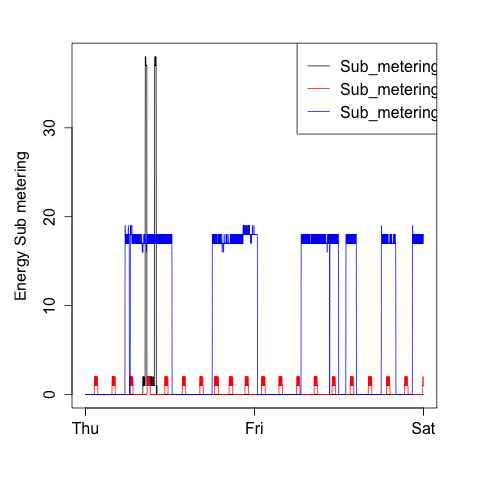 Sub_metering
Sub_metering
Sub_metering
Energy Sub metering
30
20
10
0
Thu Fri Sat